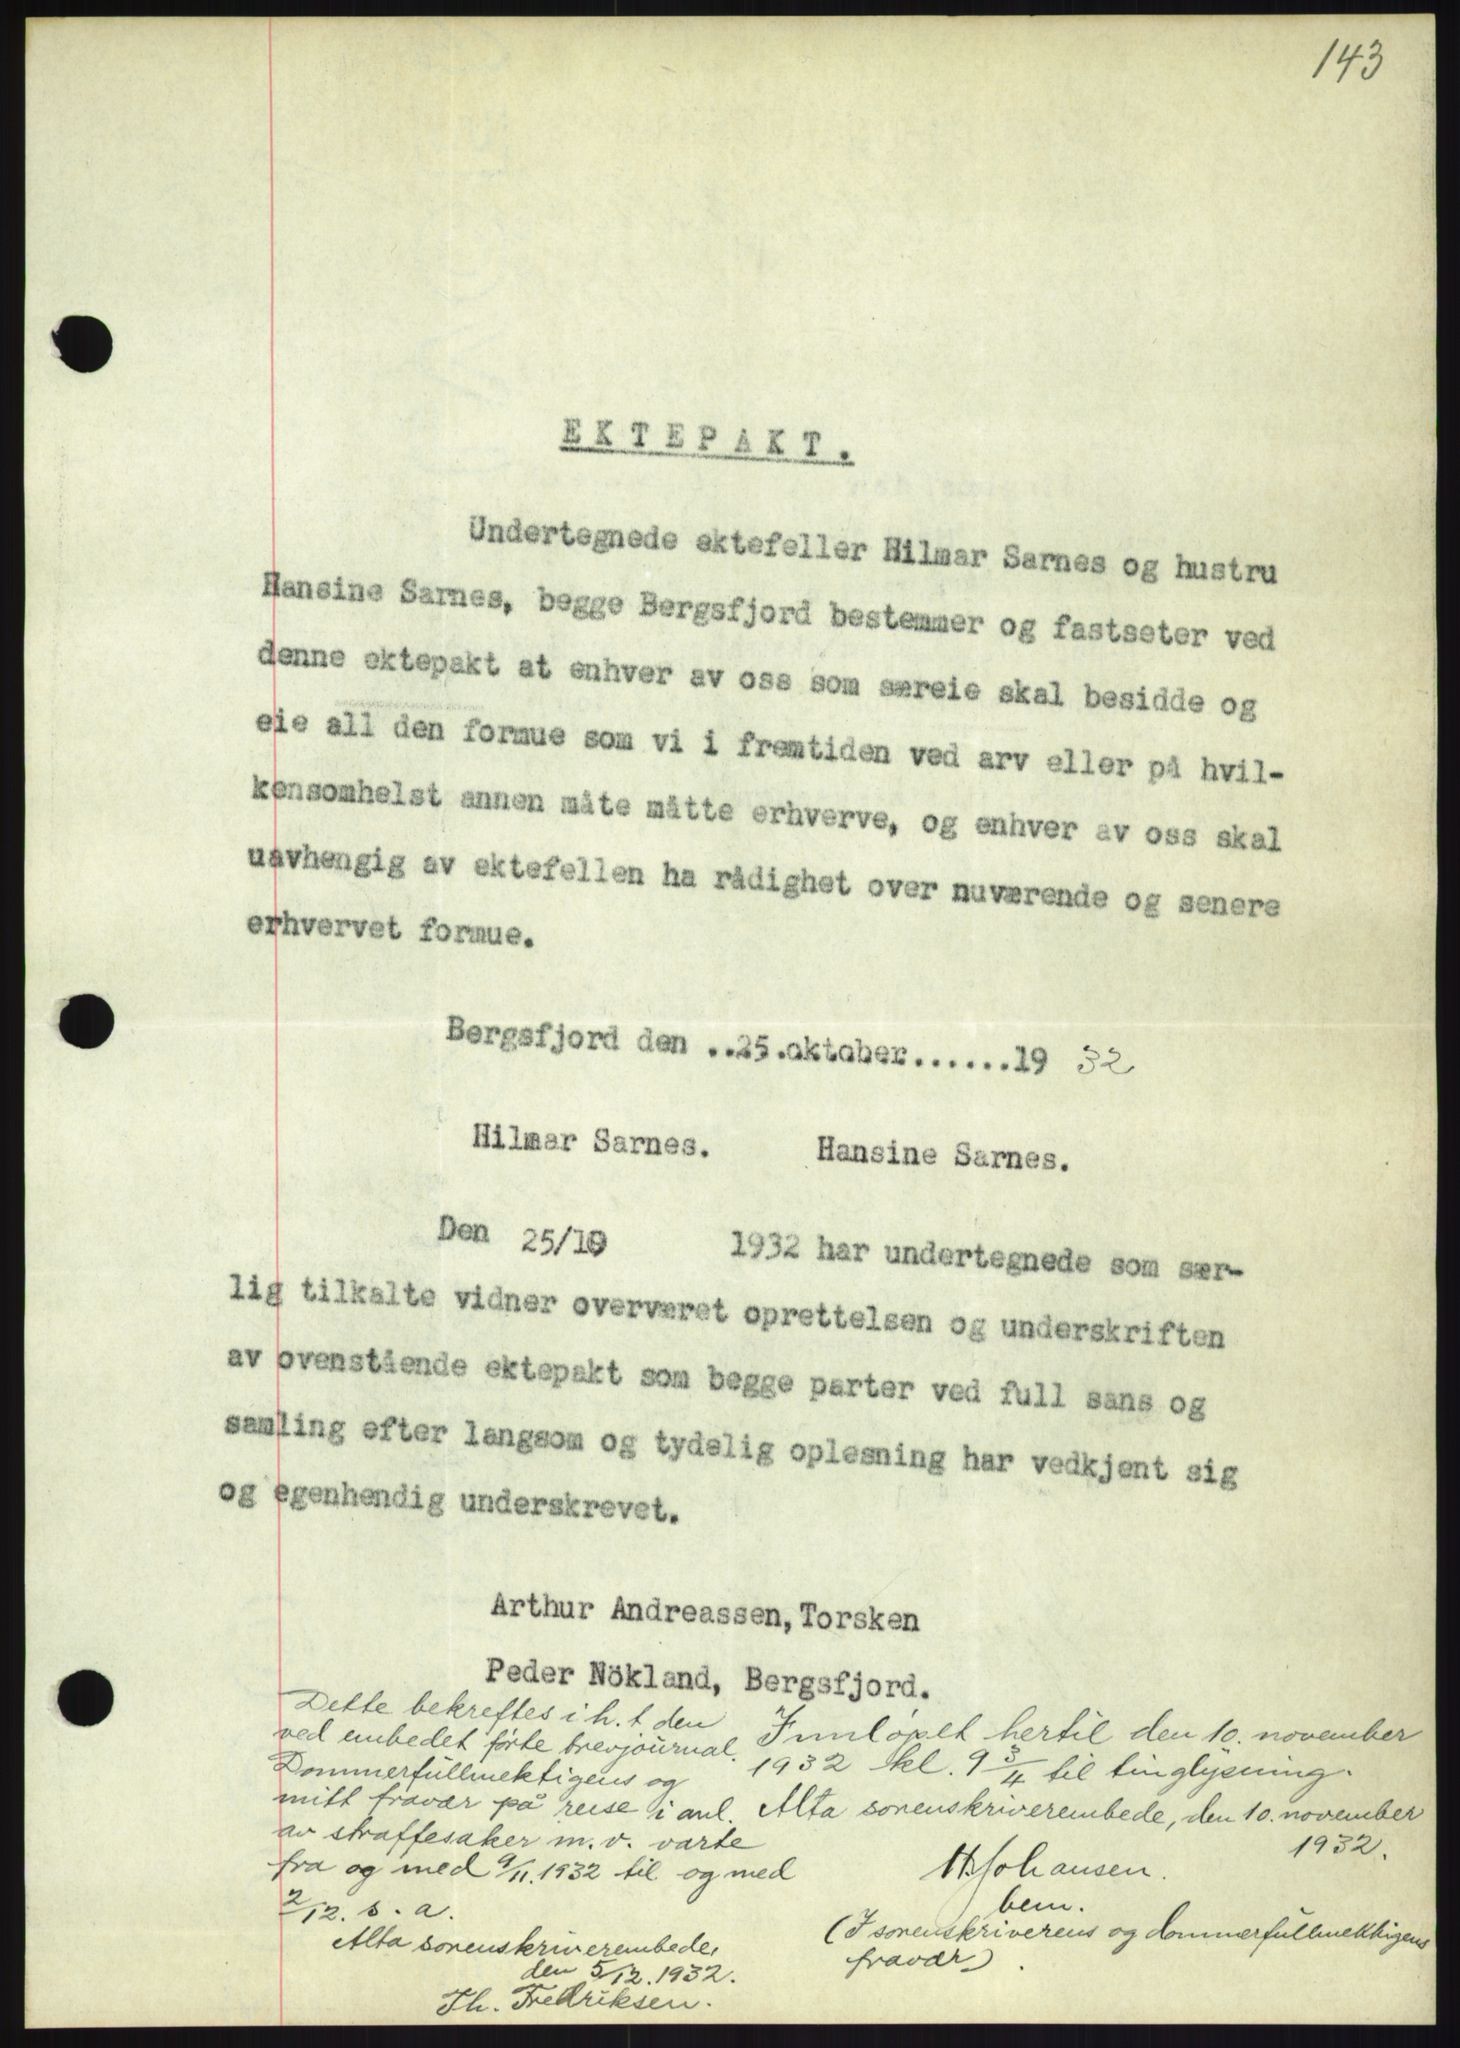 143
EKTEPAKT.
Undertegnede ektefeller Hilmar Sarnes og hustru
Hansine Sarnes, begge Bergsfjord bestemmer og fastseter ved
denne ektepakt at enhver av oss som særeie skal besidde og
eie all den formue som vi i fremtiden ved arv eller på hvil-
kensomhelst annen måte måtte erhverve, og enhver av oss skal
uavhengig av ektefellen ha rådighet over nuværende og senere
erhvervet formue.
Bergsfjord den ..25.oktober......19 32
Hilmar Sarnes. Hansine Sarnes.
Den 25/10 1932 har undertegnede som sær-
lig tilkalte vidner overværet oprettelsen og underskriften
av ovenstående ektepakt som begge parter ved full sans og
samling efter langsom og tydelig oplesning har vedkjent sig
og egenhendig underskrevet.
Arthur Andreassen, Torsken
Peder Nökland, Bergsfjord.
Dette bekreftes i h. t. den
ved embedet førte brevjournal.
Dommerfullmektigens og
mitt fravær på reise i anl.
av straffesaker m. v. varte
fra og med 9/11. 1932 til og med
2/12. s. a.
Alta sorenskriverembede,
den 5/12. 1932.
Th. Fredriksen.
Innløpet hertil den 10. november
1932 kl. 9 3/4 til tinglysning.
Alta sorenskriverembede, den 10. november
1932.
H. Johansen.
bem.
(I sorenskriverens og dommerfullmektigens
fravær)